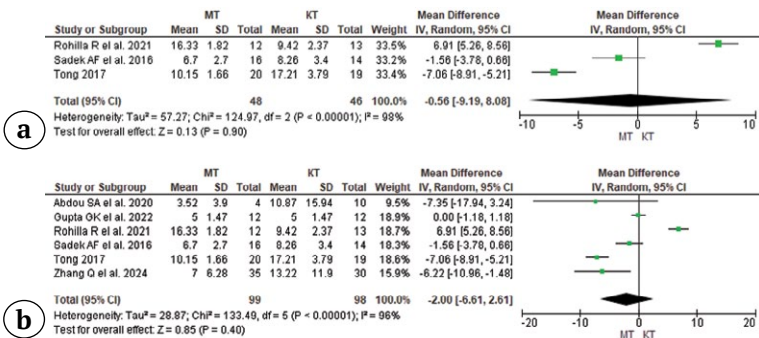 MT KT Mean Difference Mean Difference
Study or Subgroup Mean SD Total Mean SD Total Weight IV, Random, 95% CI IV, Random, 95% CI
Rohilla R el al. 2021 16.33 1.82 12 9.42 2.37 13 33.5% 6.91 [5.26, 8.56]
Sadek AF el al. 2016 6.7 2.7 16 8.26 3.4 14 33.2% -1.56 [-3.78, 0.66]
Tong 2017 10.15 1.66 20 17.21 3.79 19 33.4% -7.06 [-8.91, -5.21]
Total (95% CI) 48 46 100.0% -0.56 [-9.19, 8.08]
Heterogeneity: Tau² = 57.27; Chi² = 124.97, df = 2 (P < 0.00001); I² = 98%
Test for overall effect: Z = 0.13 (P = 0.90)
-10 -5 0 5 10
MT KT
a
MT KT Mean Difference Mean Difference
Study or Subgroup Mean SD Total Mean SD Total Weight IV, Random, 95% CI IV, Random, 95% CI
Abdou SA el al. 2020 3.52 3.9 4 10.87 15.94 10 9.5% -7.35 [-17.94, 3.24]
Gupta GK el al. 2022 5 1.47 12 5 1.47 12 18.9% 0.00 [-1.18, 1.18]
Rohilla R el al. 2021 16.33 1.82 12 9.42 2.37 13 18.7% 6.91 [5.26, 8.56]
Sadek AF el al. 2016 6.7 2.7 16 8.26 3.4 14 18.3% -1.56 [-3.78, 0.66]
Tong 2017 10.15 1.66 20 17.21 3.79 19 18.6% -7.06 [-8.91, -5.21]
Zhang Q el al. 2024 7 6.28 35 13.22 11.9 30 15.9% -6.22 [-10.96, -1.48]
Total (95% CI) 99 98 100.0% -2.00 [-6.61, 2.61]
Heterogeneity: Tau² = 28.87; Chi² = 133.49, df = 5 (P < 0.00001); I² = 96%
Test for overall effect: Z = 0.85 (P = 0.40)
-20 -10 0 10 20
MT KT
b